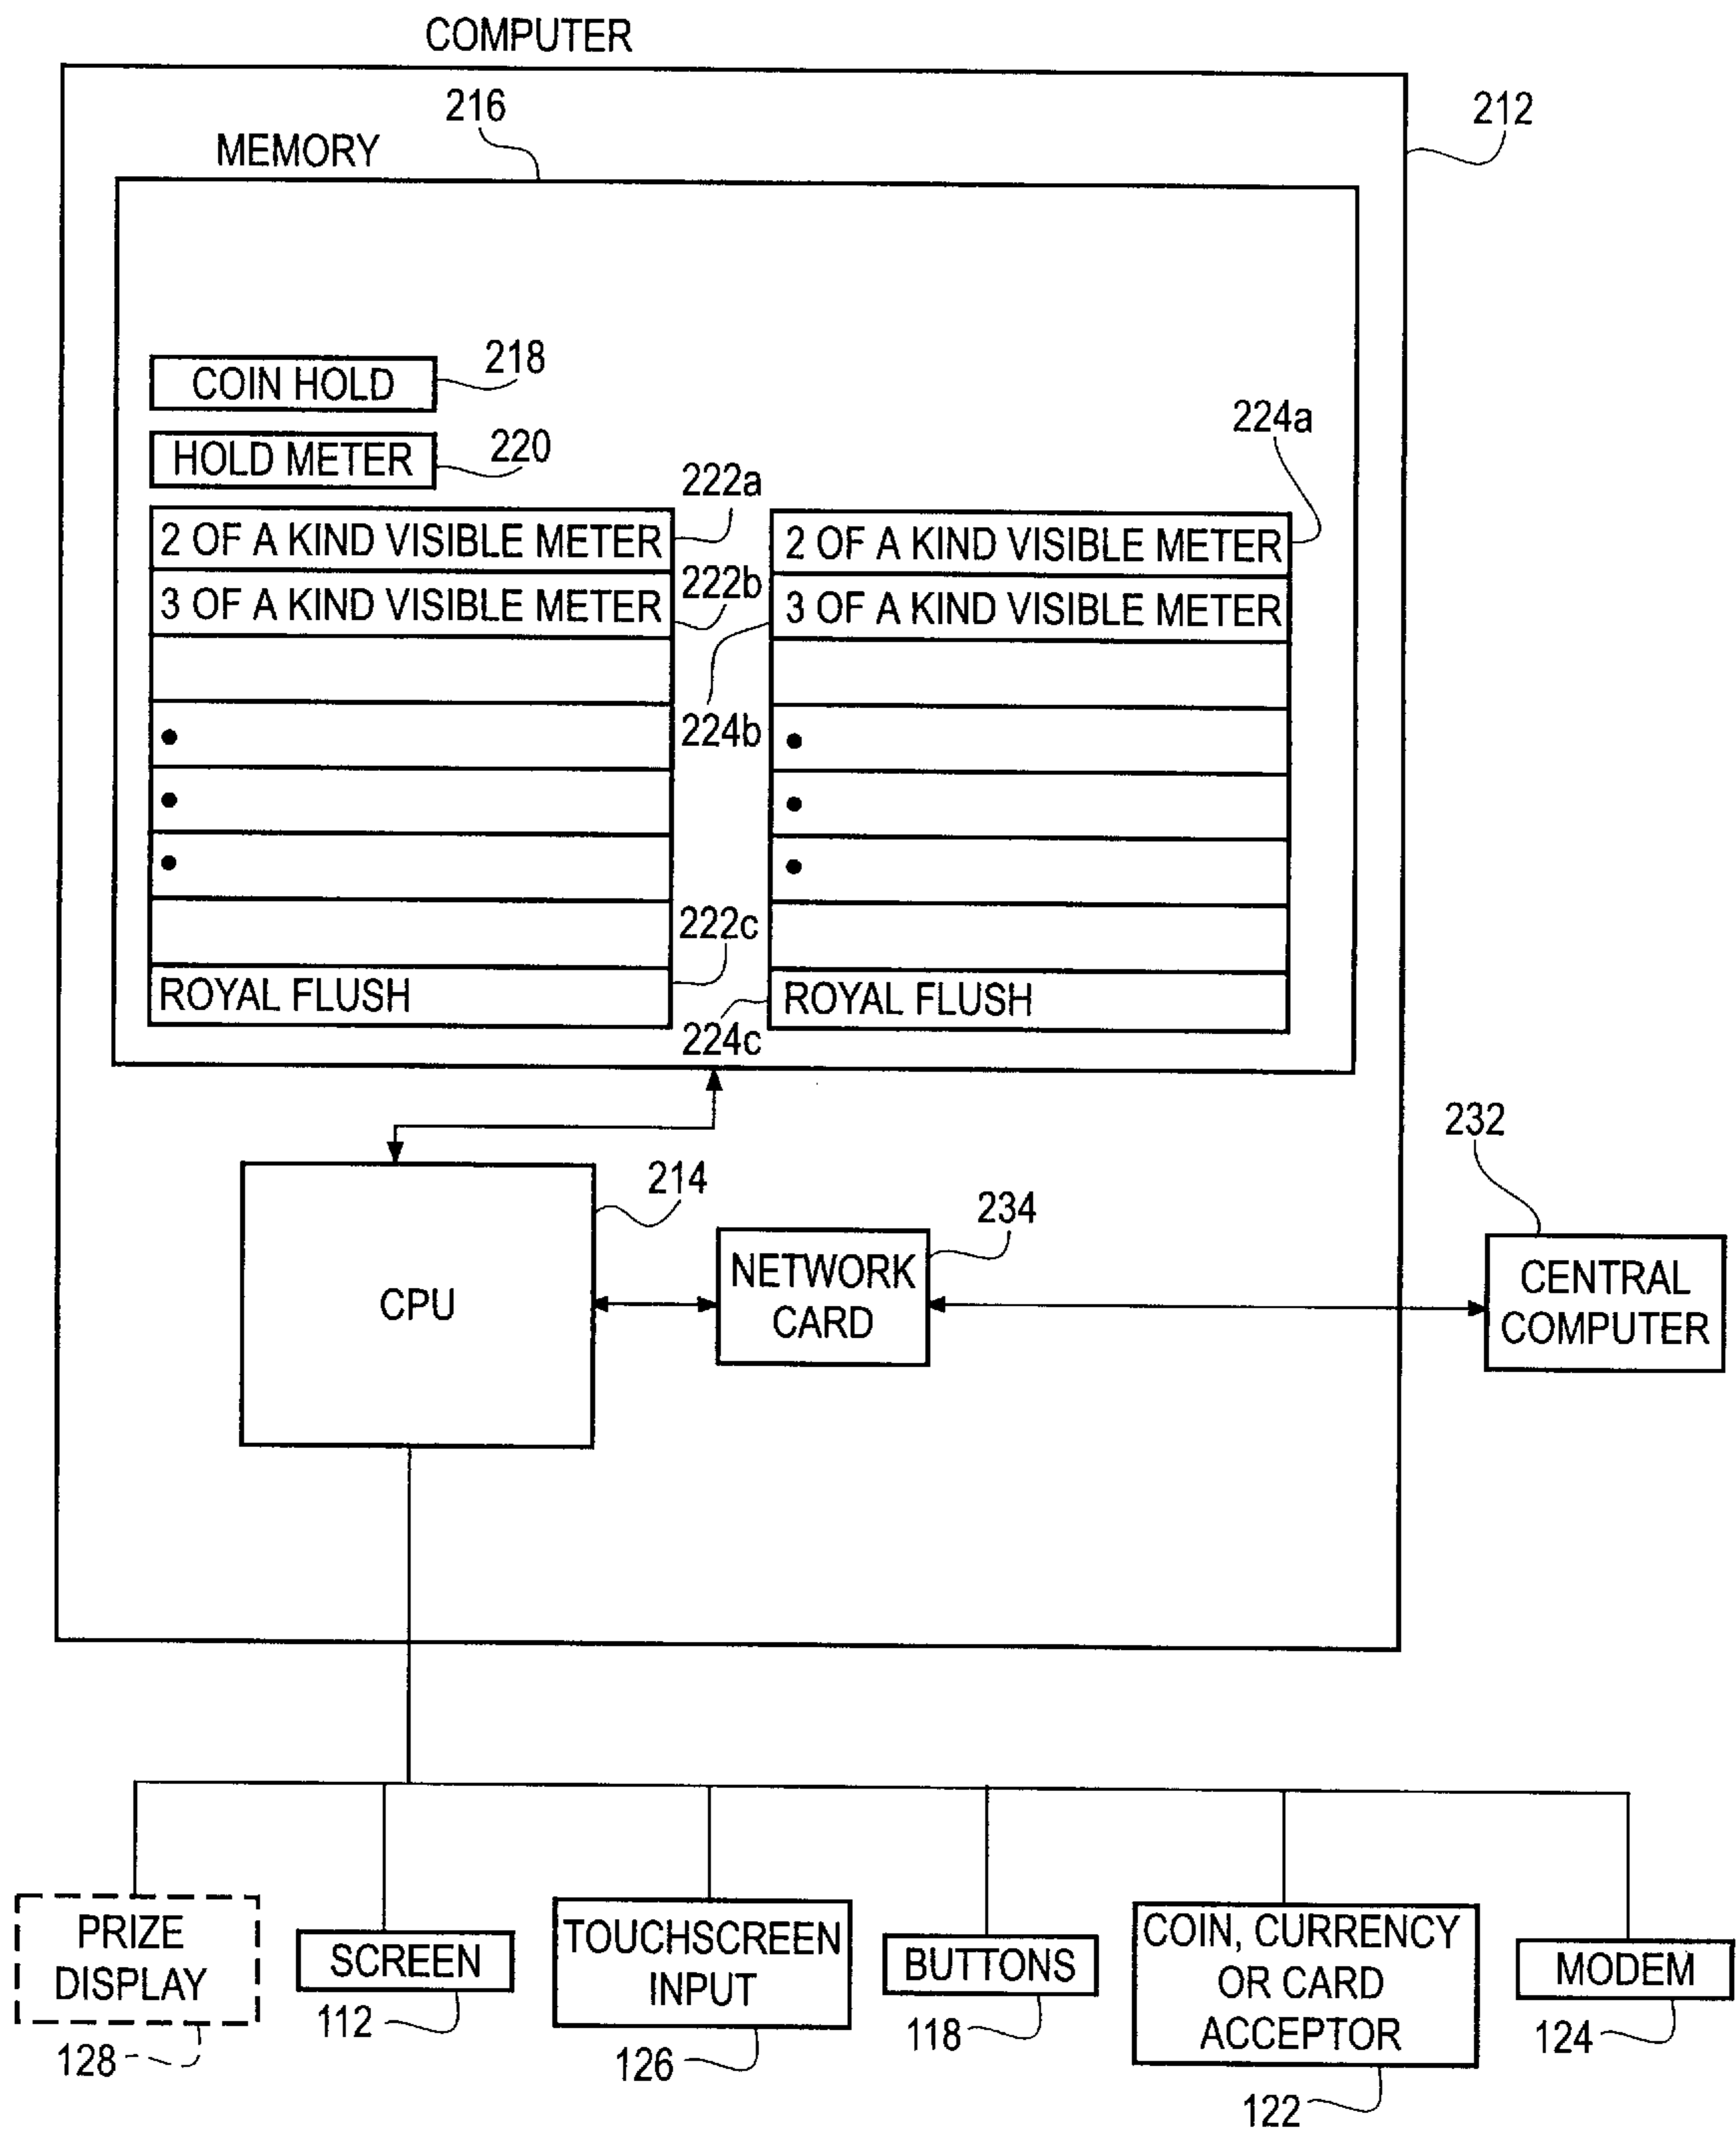 COMPUTER
212
216
MEMORY
218
COIN HOLD
224a
220
HOLD METER
222a
2 OF A KIND VISIBLE METER
2 OF A KIND VISIBLE METER
222b
3 OF A KIND VISIBLE METER
3 OF A KIND VISIBLE METER
224b
222c
ROYAL FLUSH
ROYAL FLUSH
224c
232
214
234
CPU
NETWORK
CARD
CENTRAL
COMPUTER
PRIZE
DISPLAY
128
SCREEN
112
TOUCHSCREEN
INPUT
126
BUTTONS
118
COIN, CURRENCY
OR CARD
ACCEPTOR
122
MODEM
124